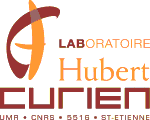 LABORATOIRE
Hubert
CURIEN
UMR • CNRS • 5516 • ST-ETIENNE